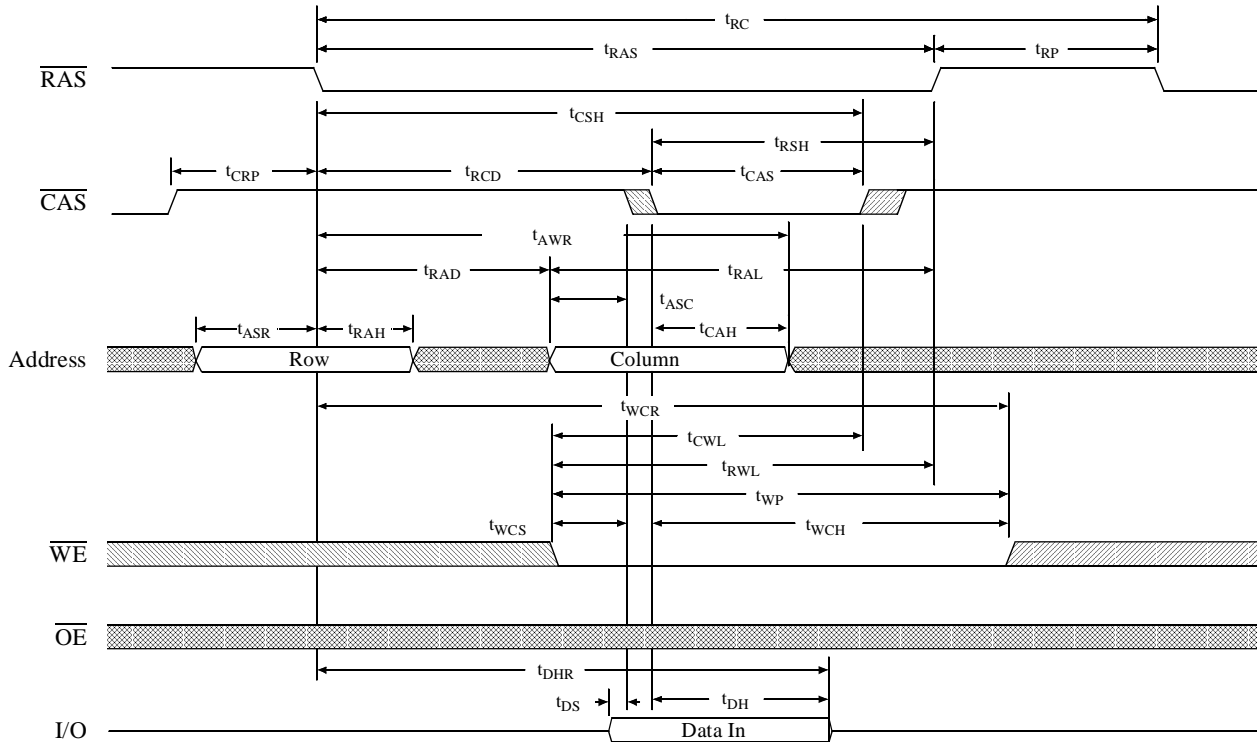 tRC
tRAS
tRP
RAS
tCSH
tRSH
tCRP
tRCD
tCAS
CAS
tAWR
tRAD
tRAL
tASC
tASR
tRAH
tCAH
Address
Row
Column
tWCR
tCWL
tRWL
tWP
tWCS
tWCH
WE
OE
tDHR
tDS
tDH
I/O
Data In